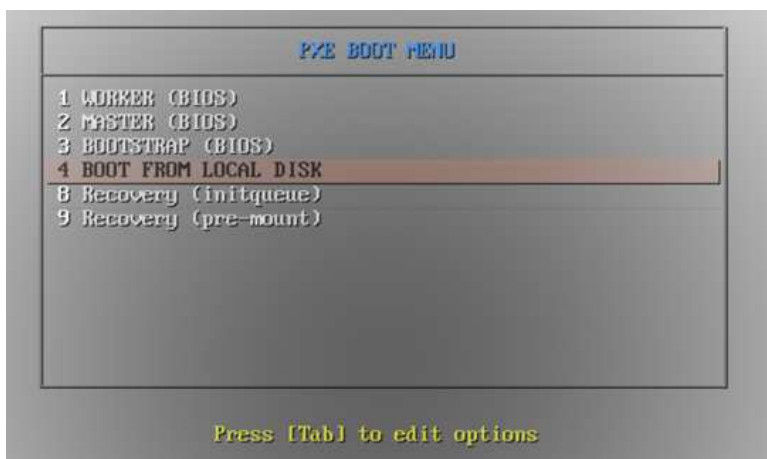 PXE BOOT MENU
1 WORKER (BIOS)
2 MASTER (BIOS)
3 BOOTSTRAP (BIOS)
4 BOOT FROM LOCAL DISK
8 Recovery (initqueue)
9 Recovery (pre-mount)
Press [Tab] to edit options